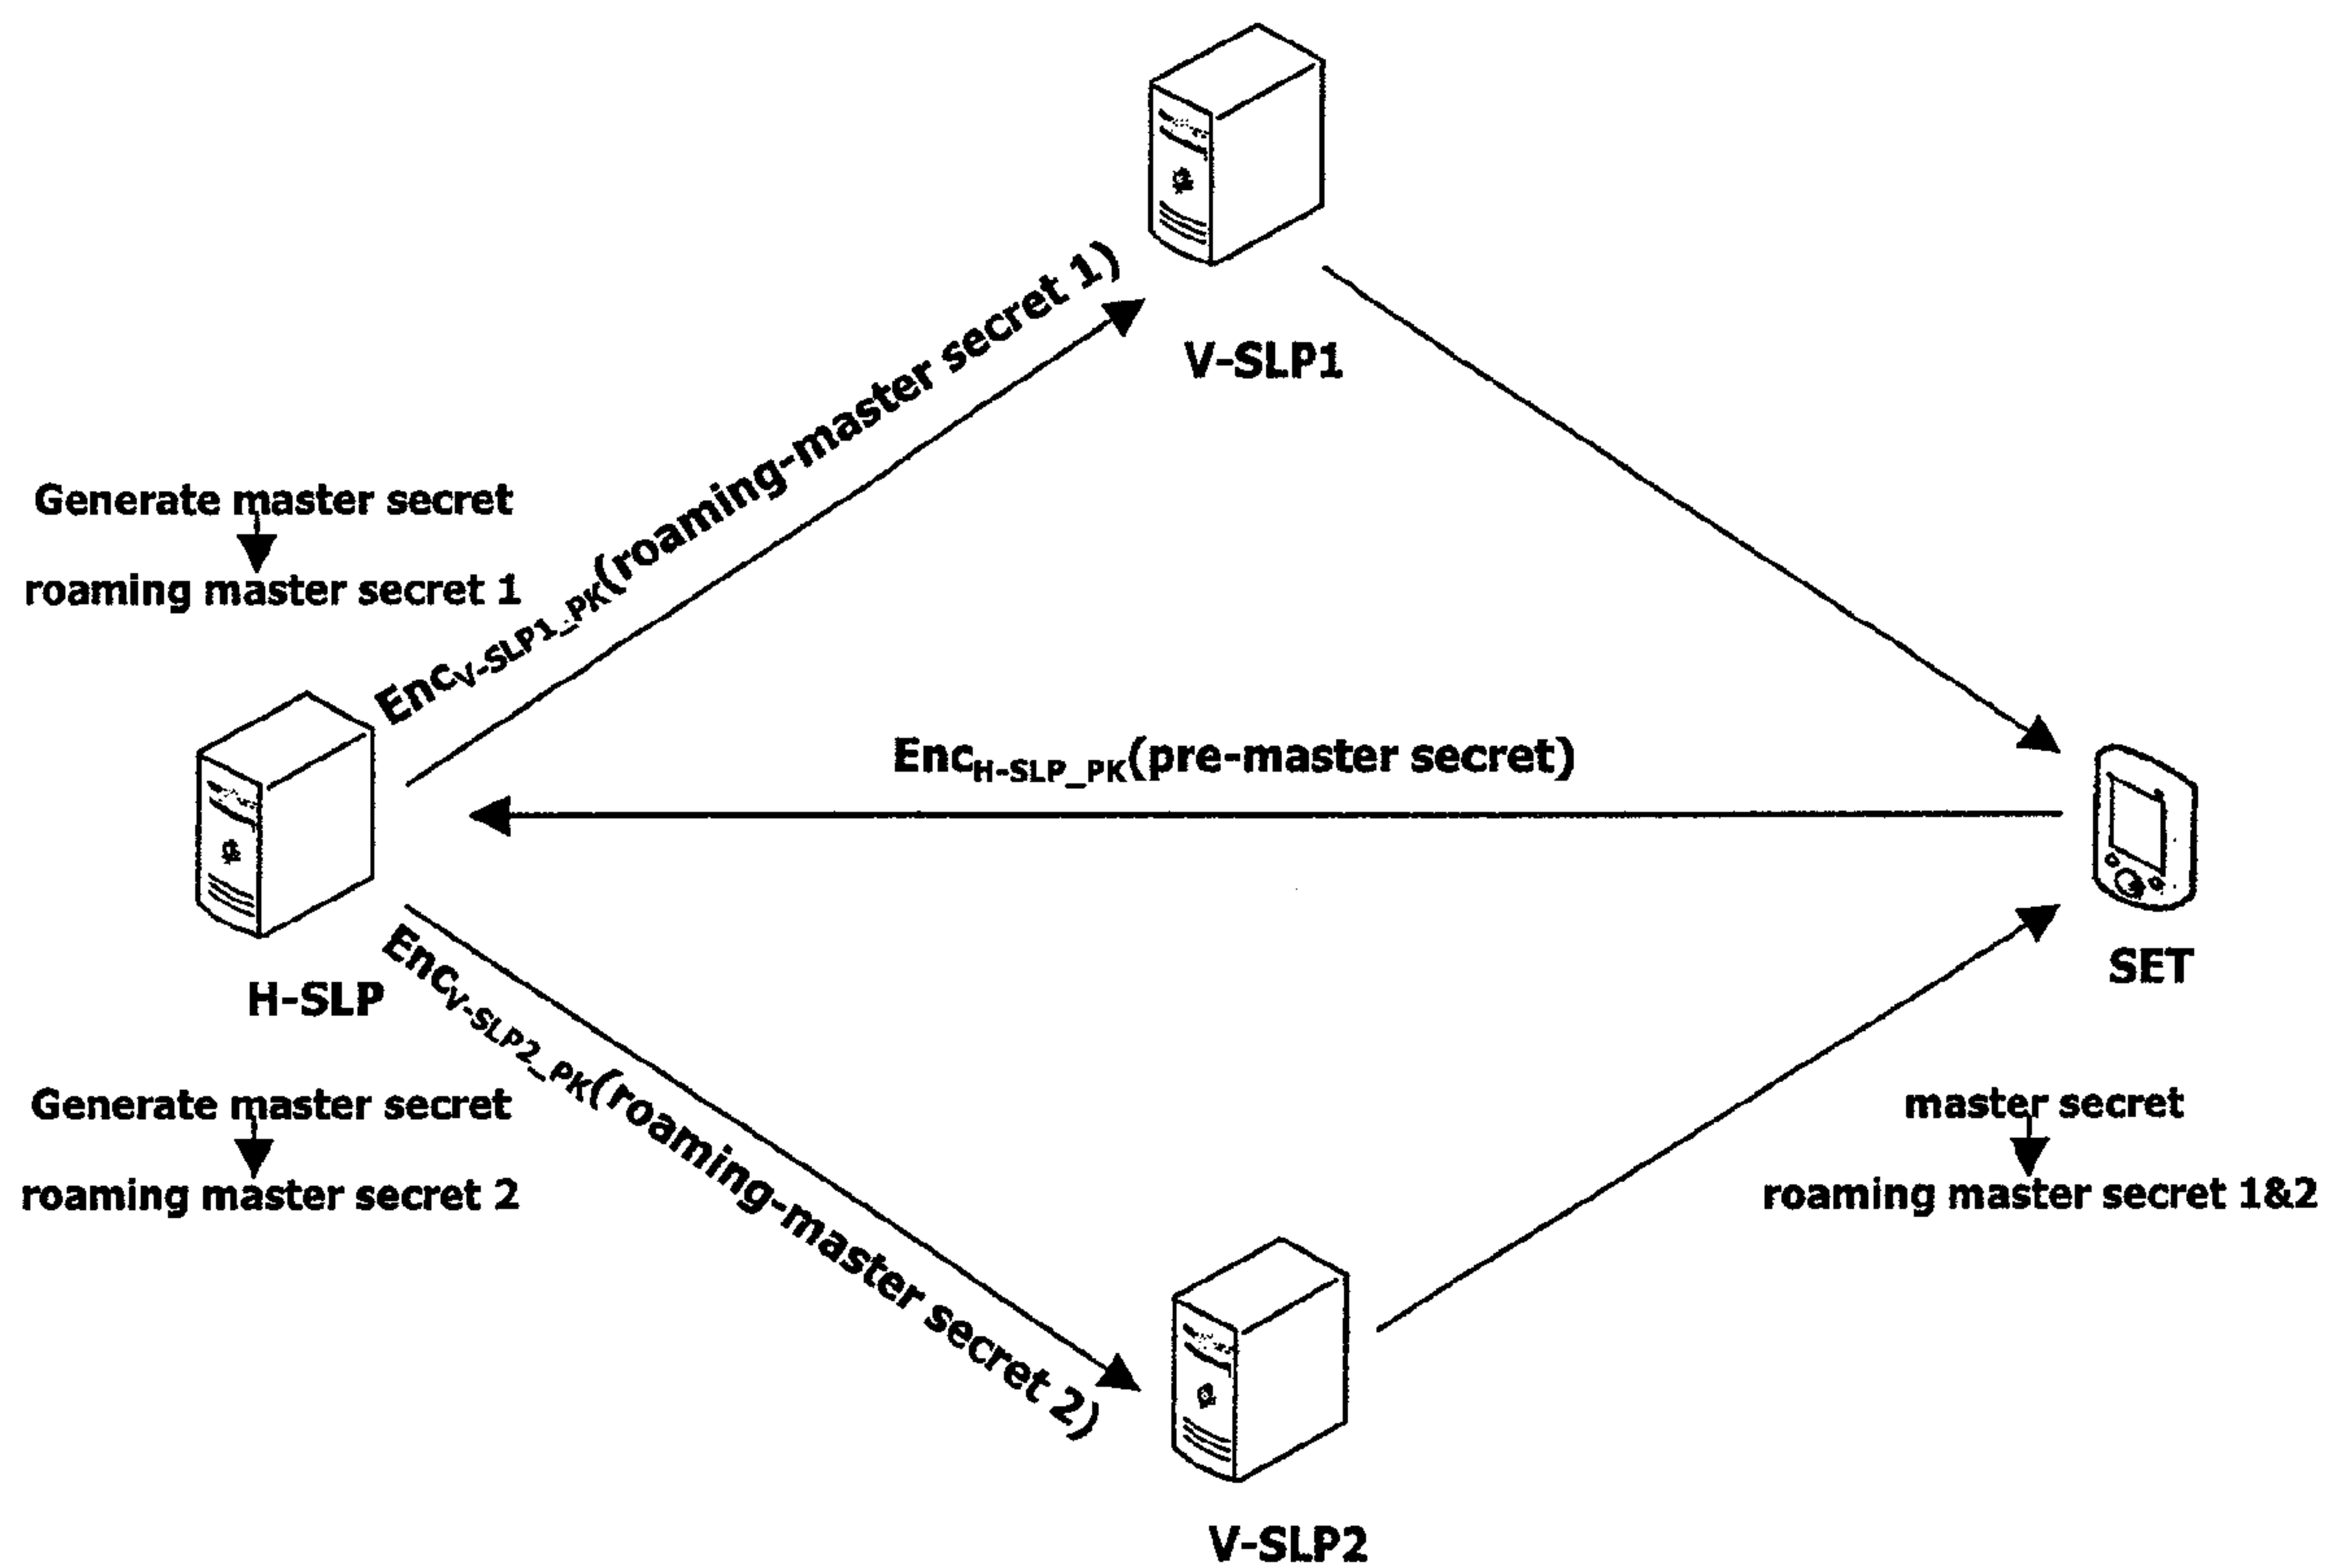 V-SLP1
Enc_V-SLP1_PK(roaming-master secret 1)
Generate master secret
roaming master secret 1
Enc_H-SLP_PK(pre-master secret)
H-SLP
SET
Enc_V-SLP2_PK(roaming-master secret 2)
Generate master secret
roaming master secret 2
master secret
roaming master secret 1&2
V-SLP2